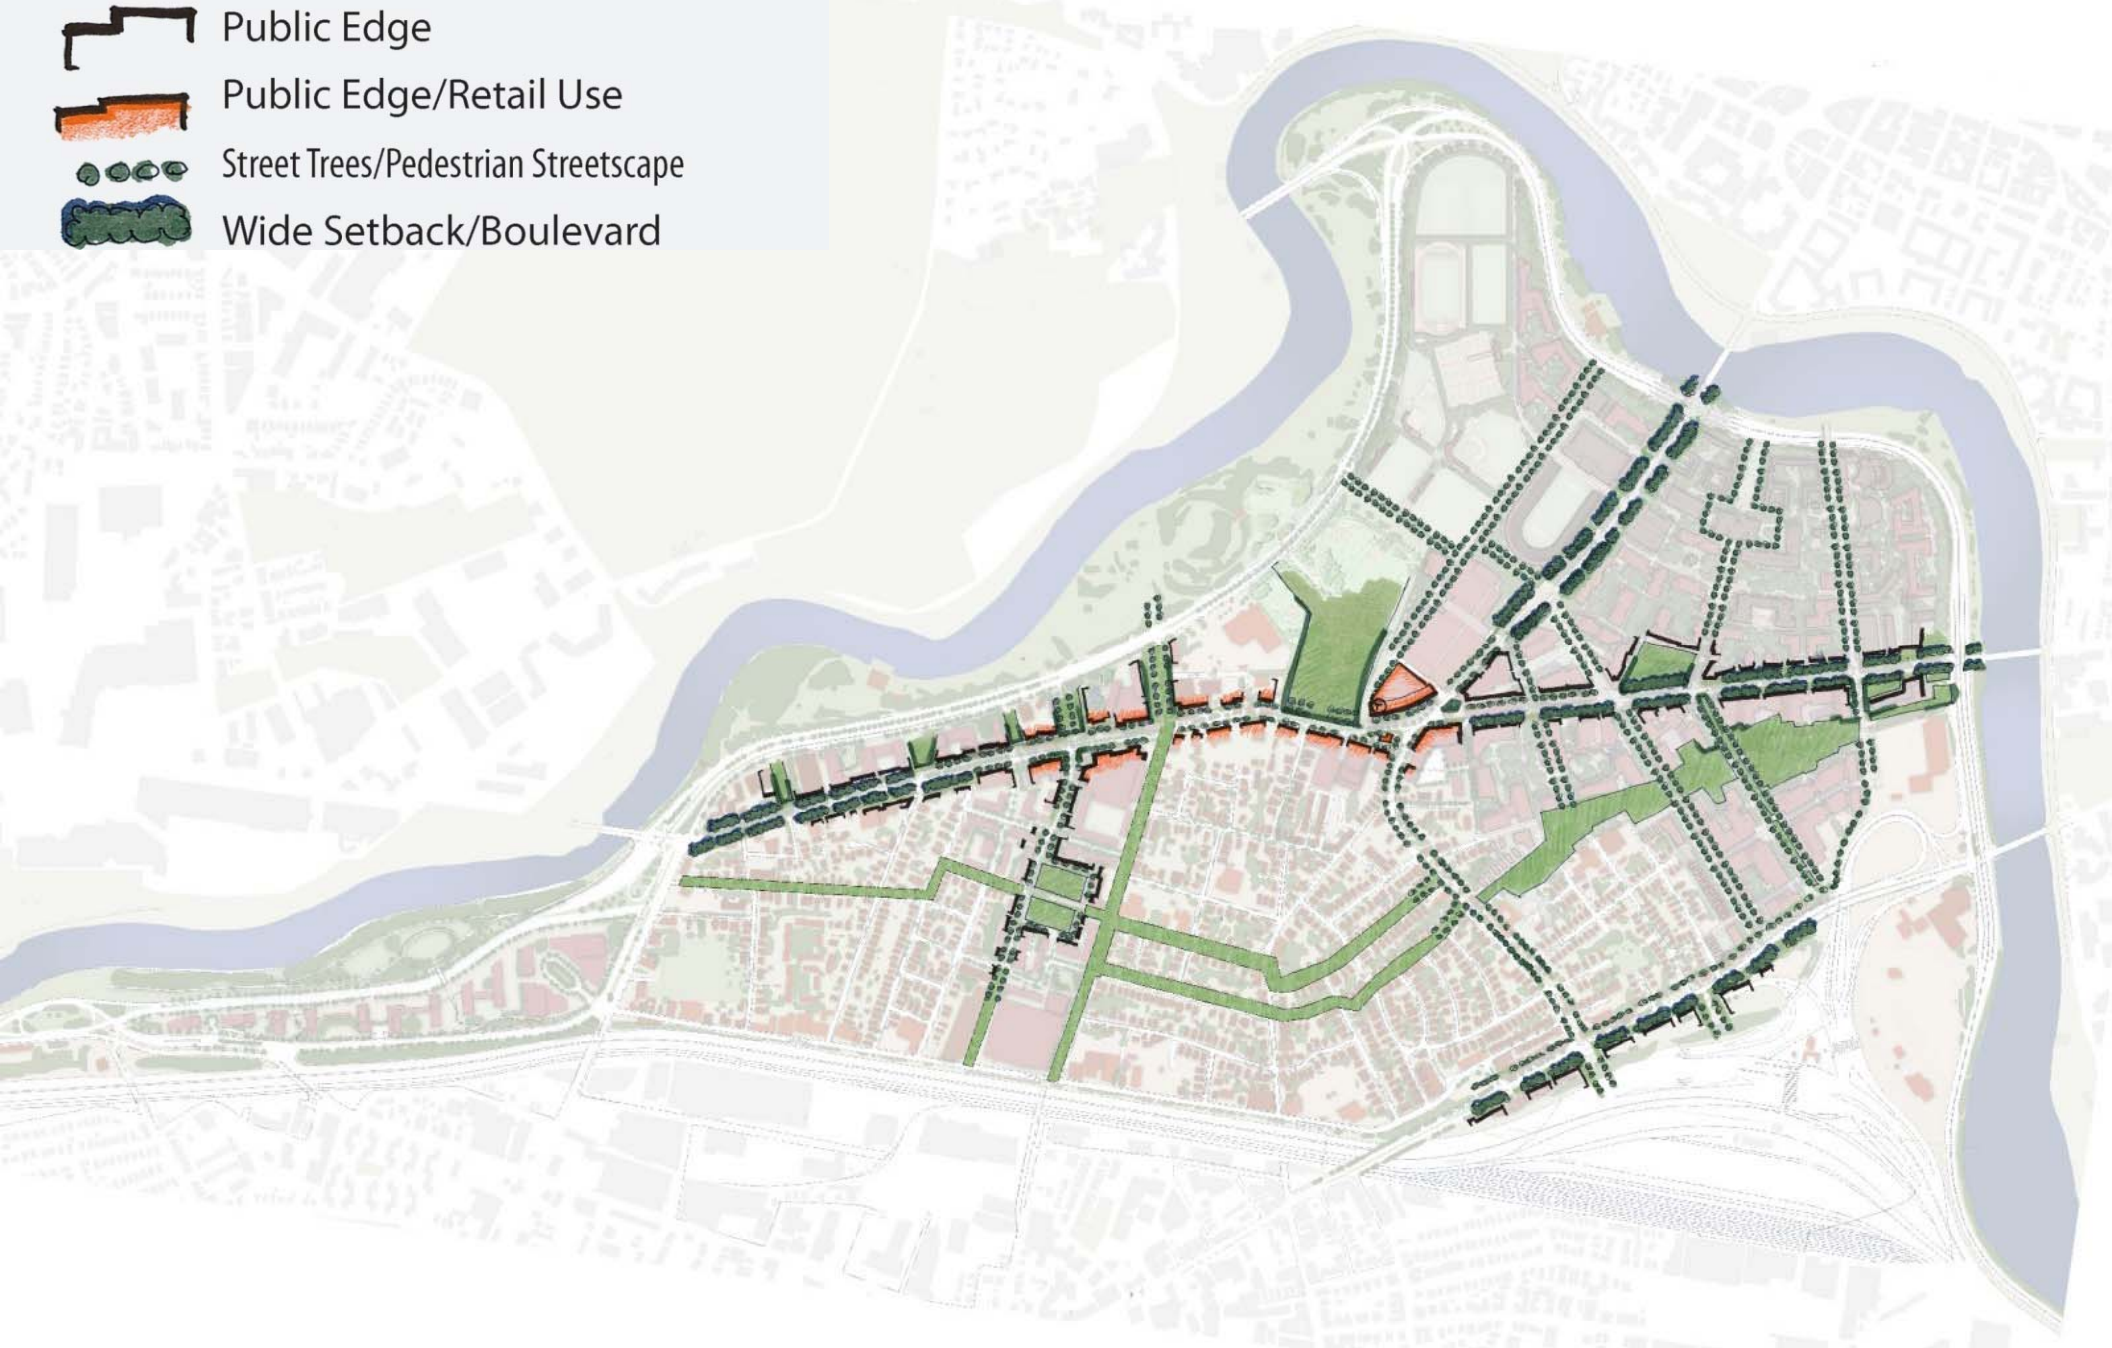 Public Edge
Public Edge/Retail Use
Street Trees/Pedestrian Streetscape
Wide Setback/Boulevard